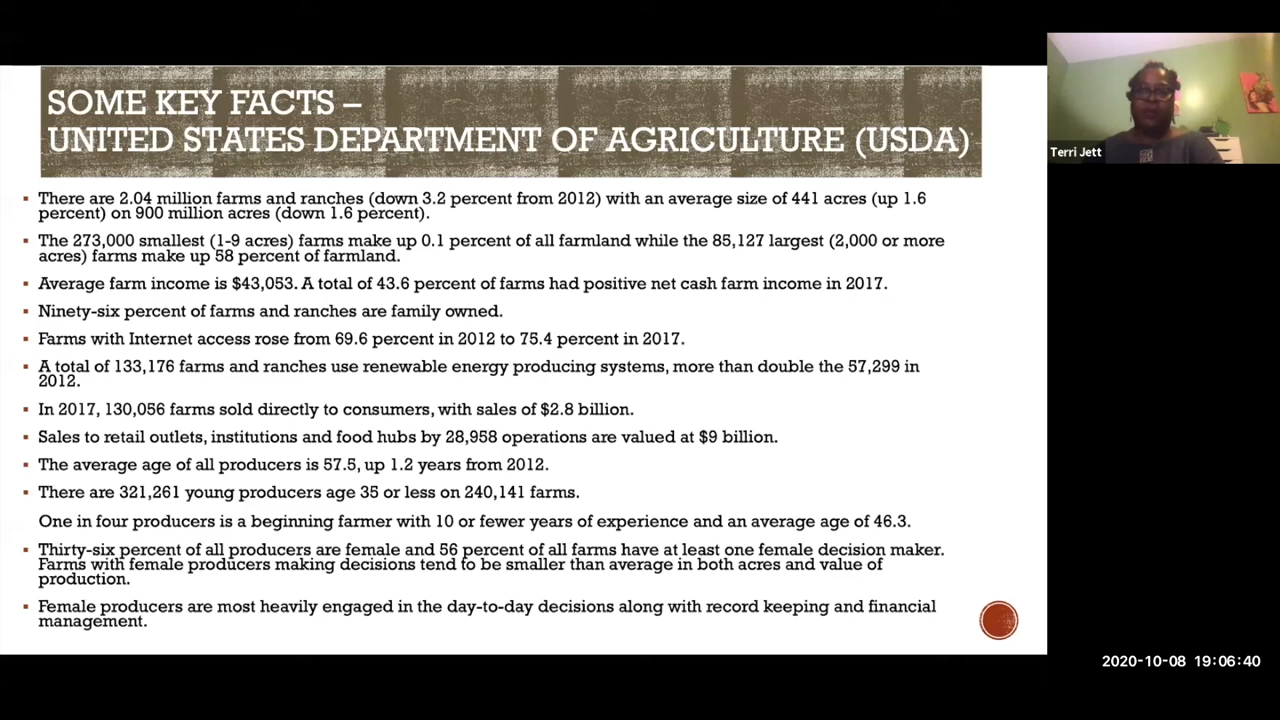 SOME KEY FACTS –
UNITED STATES DEPARTMENT OF AGRICULTURE (USDA)
There are 2.04 million farms and ranches (down 3.2 percent from 2012) with an average size of 441 acres (up 1.6
percent) on 900 million acres (down 1.6 percent).
The 273,000 smallest (1-9 acres) farms make up 0.1 percent of all farmland while the 85,127 largest (2,000 or more
acres) farms make up 58 percent of farmland.
Average farm income is $43,053. A total of 43.6 percent of farms had positive net cash farm income in 2017.
Ninety-six percent of farms and ranches are family owned.
Farms with Internet access rose from 69.6 percent in 2012 to 75.4 percent in 2017.
A total of 133,176 farms and ranches use renewable energy producing systems, more than double the 57,299 in
2012.
In 2017, 130,056 farms sold directly to consumers, with sales of $2.8 billion.
Sales to retail outlets, institutions and food hubs by 28,958 operations are valued at $9 billion.
The average age of all producers is 57.5, up 1.2 years from 2012.
There are 321,261 young producers age 35 or less on 240,141 farms.
One in four producers is a beginning farmer with 10 or fewer years of experience and an average age of 46.3.
Thirty-six percent of all producers are female and 56 percent of all farms have at least one female decision maker.
Farms with female producers making decisions tend to be smaller than average in both acres and value of
production.
Female producers are most heavily engaged in the day-to-day decisions along with record keeping and financial
management.
Terri Jett
2020-10-08 19:06:40